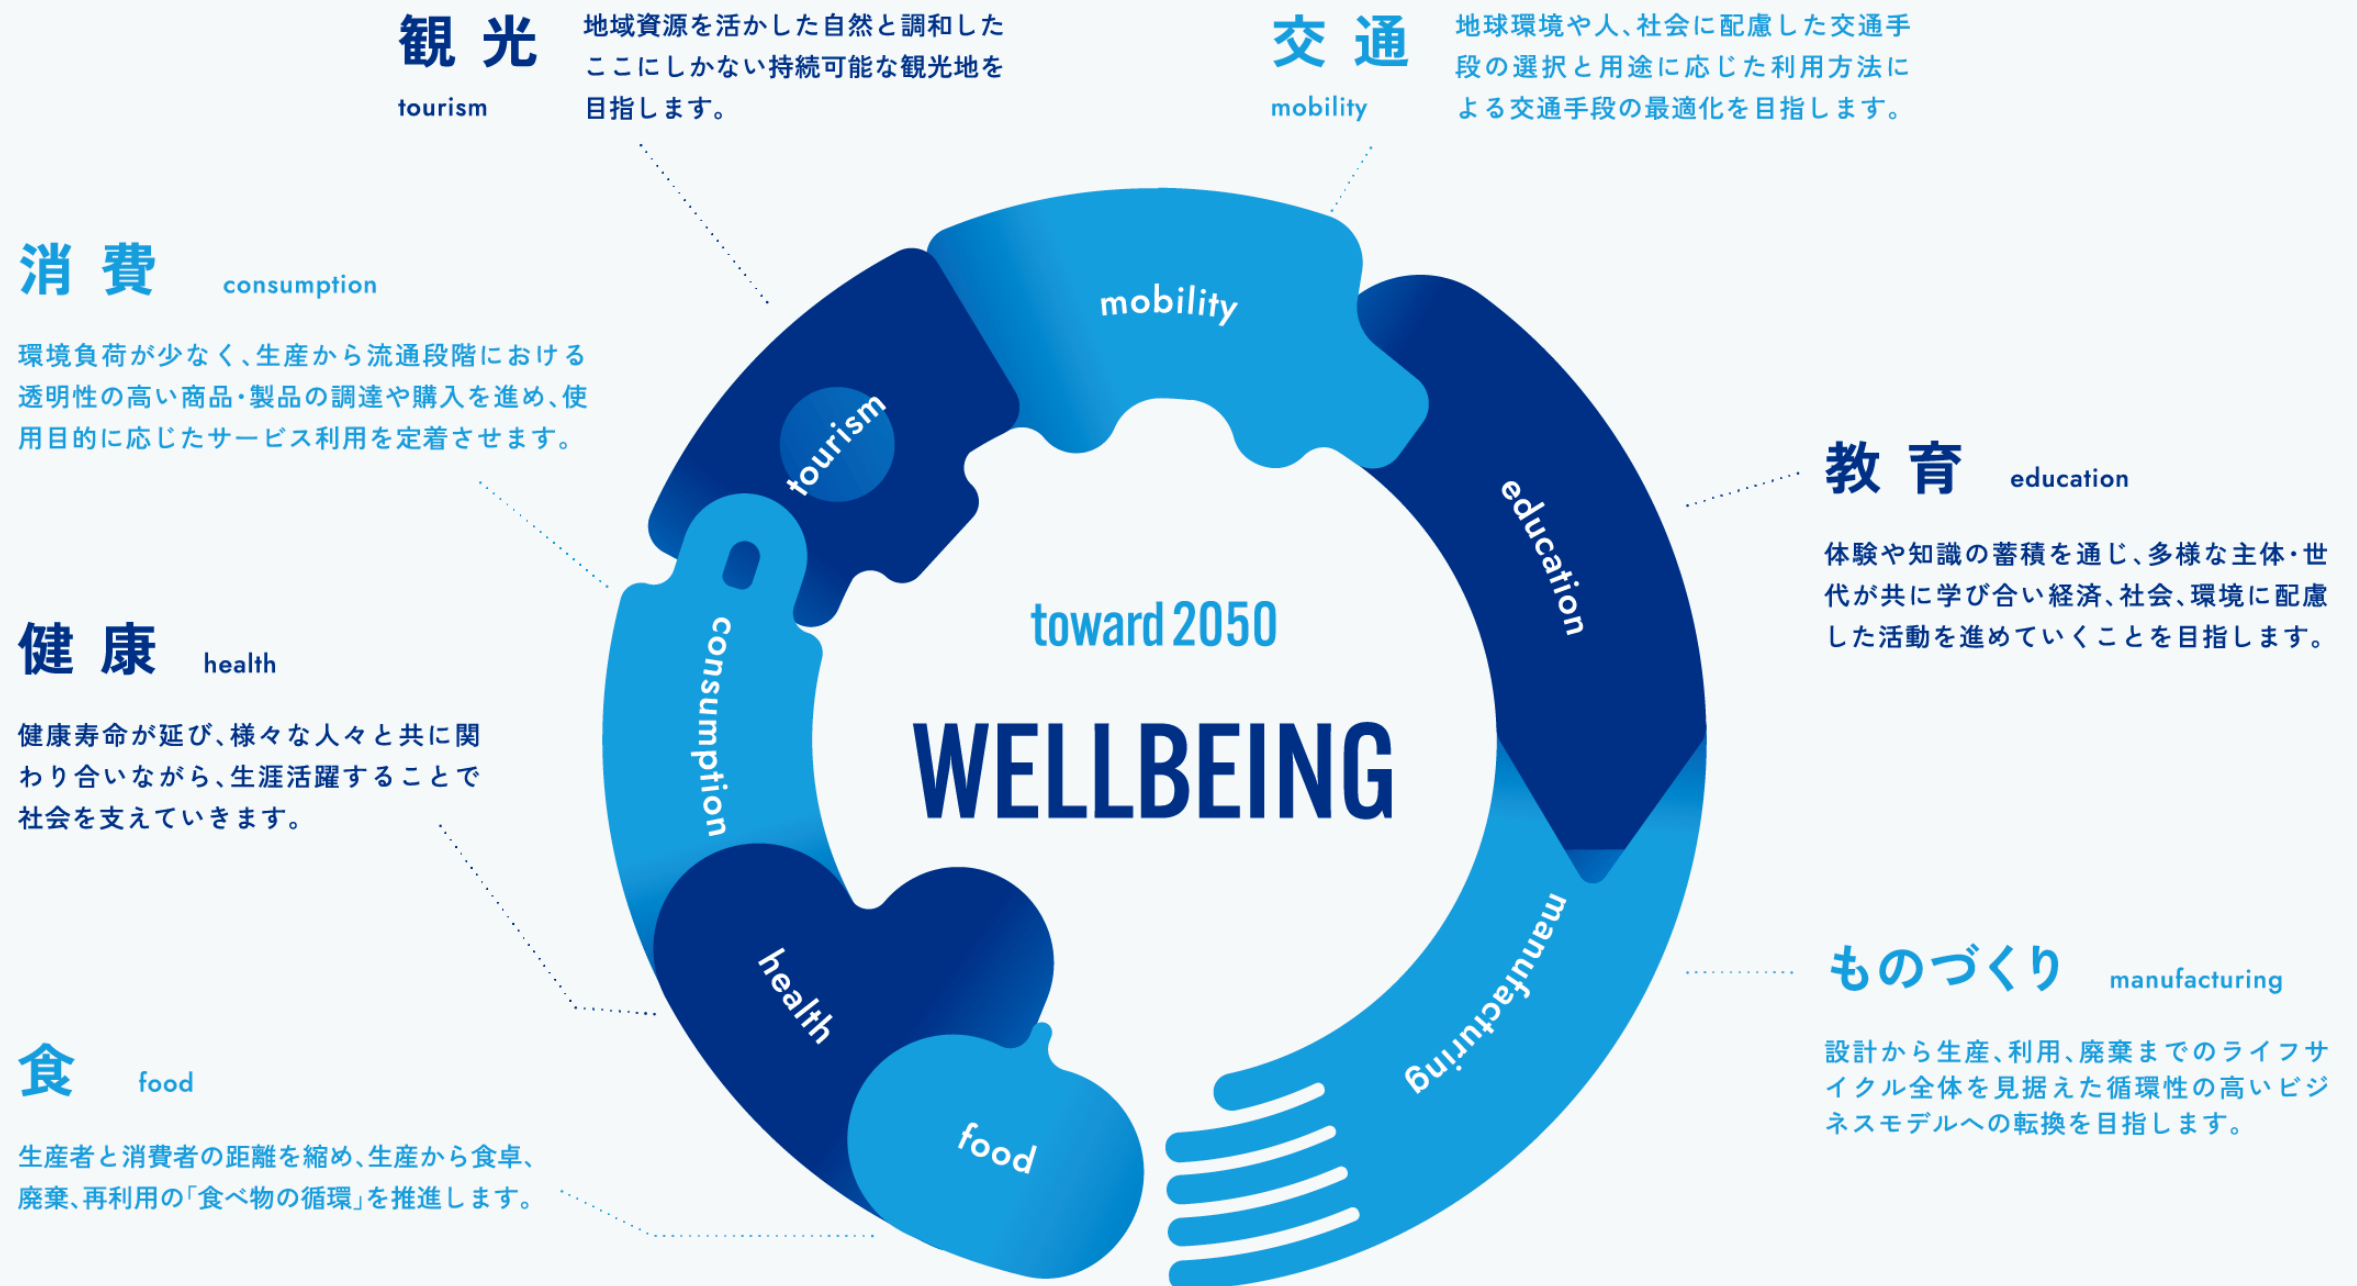 観光
tourism
地域資源を活かした自然と調和した
ここにしかない持続可能な観光地を
目指します。
交通
mobility
地球環境や人、社会に配慮した交通手
段の選択と用途に応じた利用方法に
よる交通手段の最適化を目指します。
消費 consumption
環境負荷が少なく、生産から流通段階における
透明性の高い商品・製品の調達や購入を進め、使
用目的に応じたサービス利用を定着させます。
健康 health
健康寿命が延び、様々な人々と共に関
わり合いながら、生涯活躍することで
社会を支えていきます。
食 food
生産者と消費者の距離を縮め、生産から食卓、
廃棄、再利用の「食べ物の循環」を推進します。
mobility
tourism
education
consumption
toward 2050
WELLBEING
health
manufacturing
food
教育 education
体験や知識の蓄積を通じ、多様な主体・世
代が共に学び合い経済、社会、環境に配慮
した活動を進めていくことを目指します。
ものづくり manufacturing
設計から生産、利用、廃棄までのライフサ
イクル全体を見据えた循環性の高いビジ
ネスモデルへの転換を目指します。